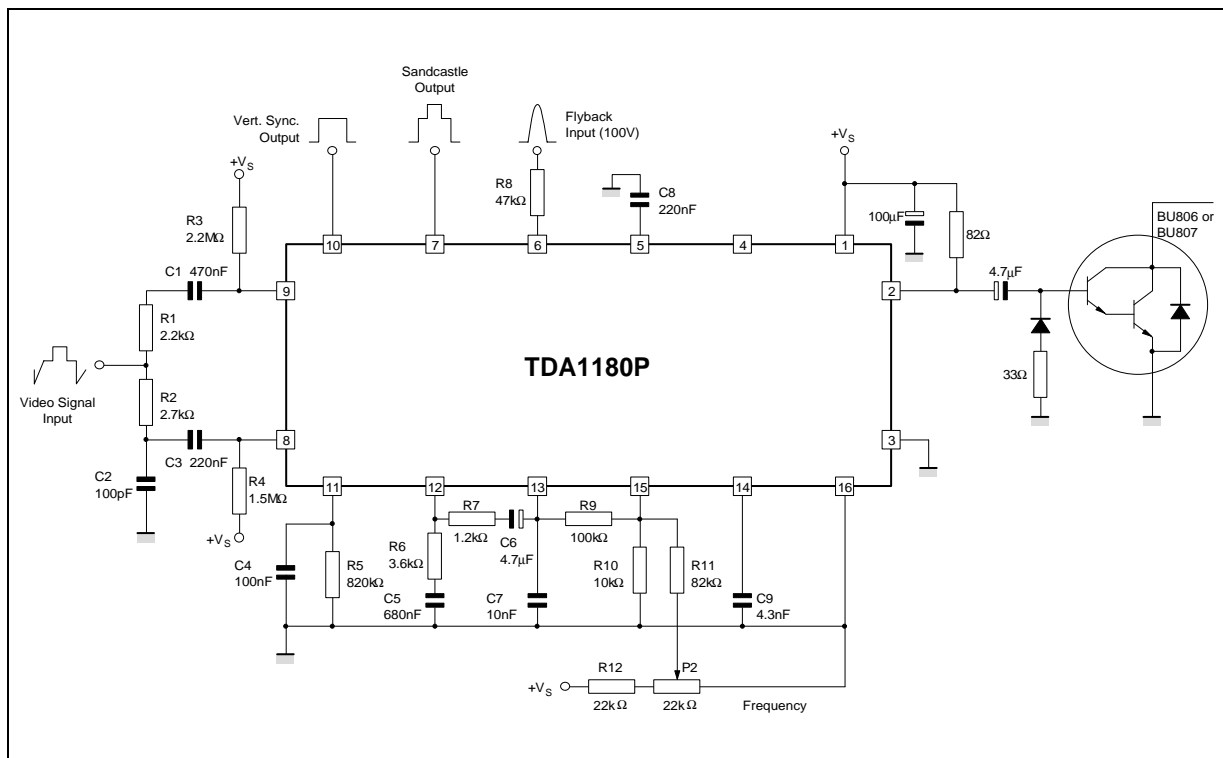 Sandcastle
Output
Vert. Sync.
Output
Flyback
Input (100V)
+VS
+VS
R3
2.2MΩ
R8
47kΩ
C8
220nF
100µF
82Ω
BU806 or
BU807
10
7
6
5
4
1
C1 470nF
9
2
4.7µF
R1
2.2kΩ
TDA1180P
33Ω
Video Signal
Input
R2
2.7kΩ
8
3
C3 220nF
C2
100pF
R4
1.5MΩ
+VS
11
12
13
15
14
16
R7
1.2kΩ
C6
4.7µF
R9
100kΩ
R6
3.6kΩ
R10
10kΩ
R11
82kΩ
C4
100nF
R5
820kΩ
C5
680nF
C7
10nF
C9
4.3nF
R12
P2
+VS
22kΩ
22kΩ
Frequency